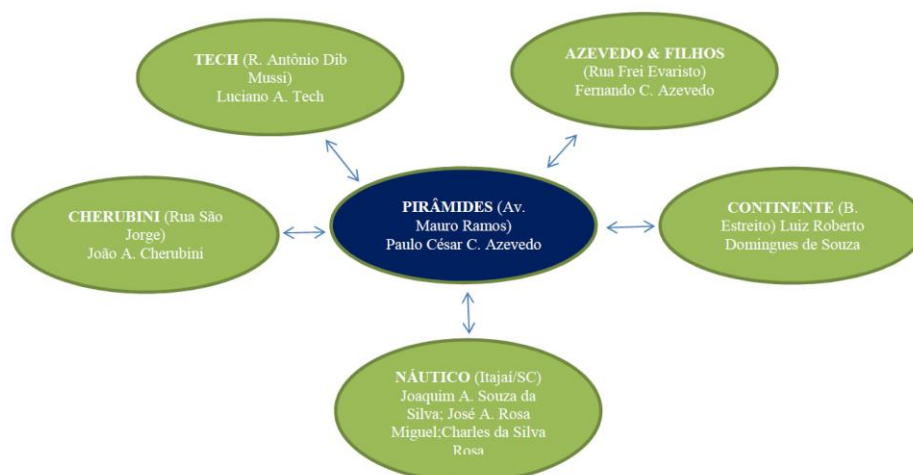 TECH (R. Antônio Dib
Mussi)
Luciano A. Tech
AZEVEDO & FILHOS
(Rua Frei Evaristo)
Fernando C. Azevedo
CHERUBINI (Rua São
Jorge)
João A. Cherubini
PIRÂMIDES (Av.
Mauro Ramos)
Paulo César C. Azevedo
CONTINENTE (B.
Estreito) Luiz Roberto
Domingues de Souza
NÁUTICO (Itajaí/SC)
Joaquim A. Souza da
Silva; José A. Rosa
Miguel;Charles da Silva
Rosa